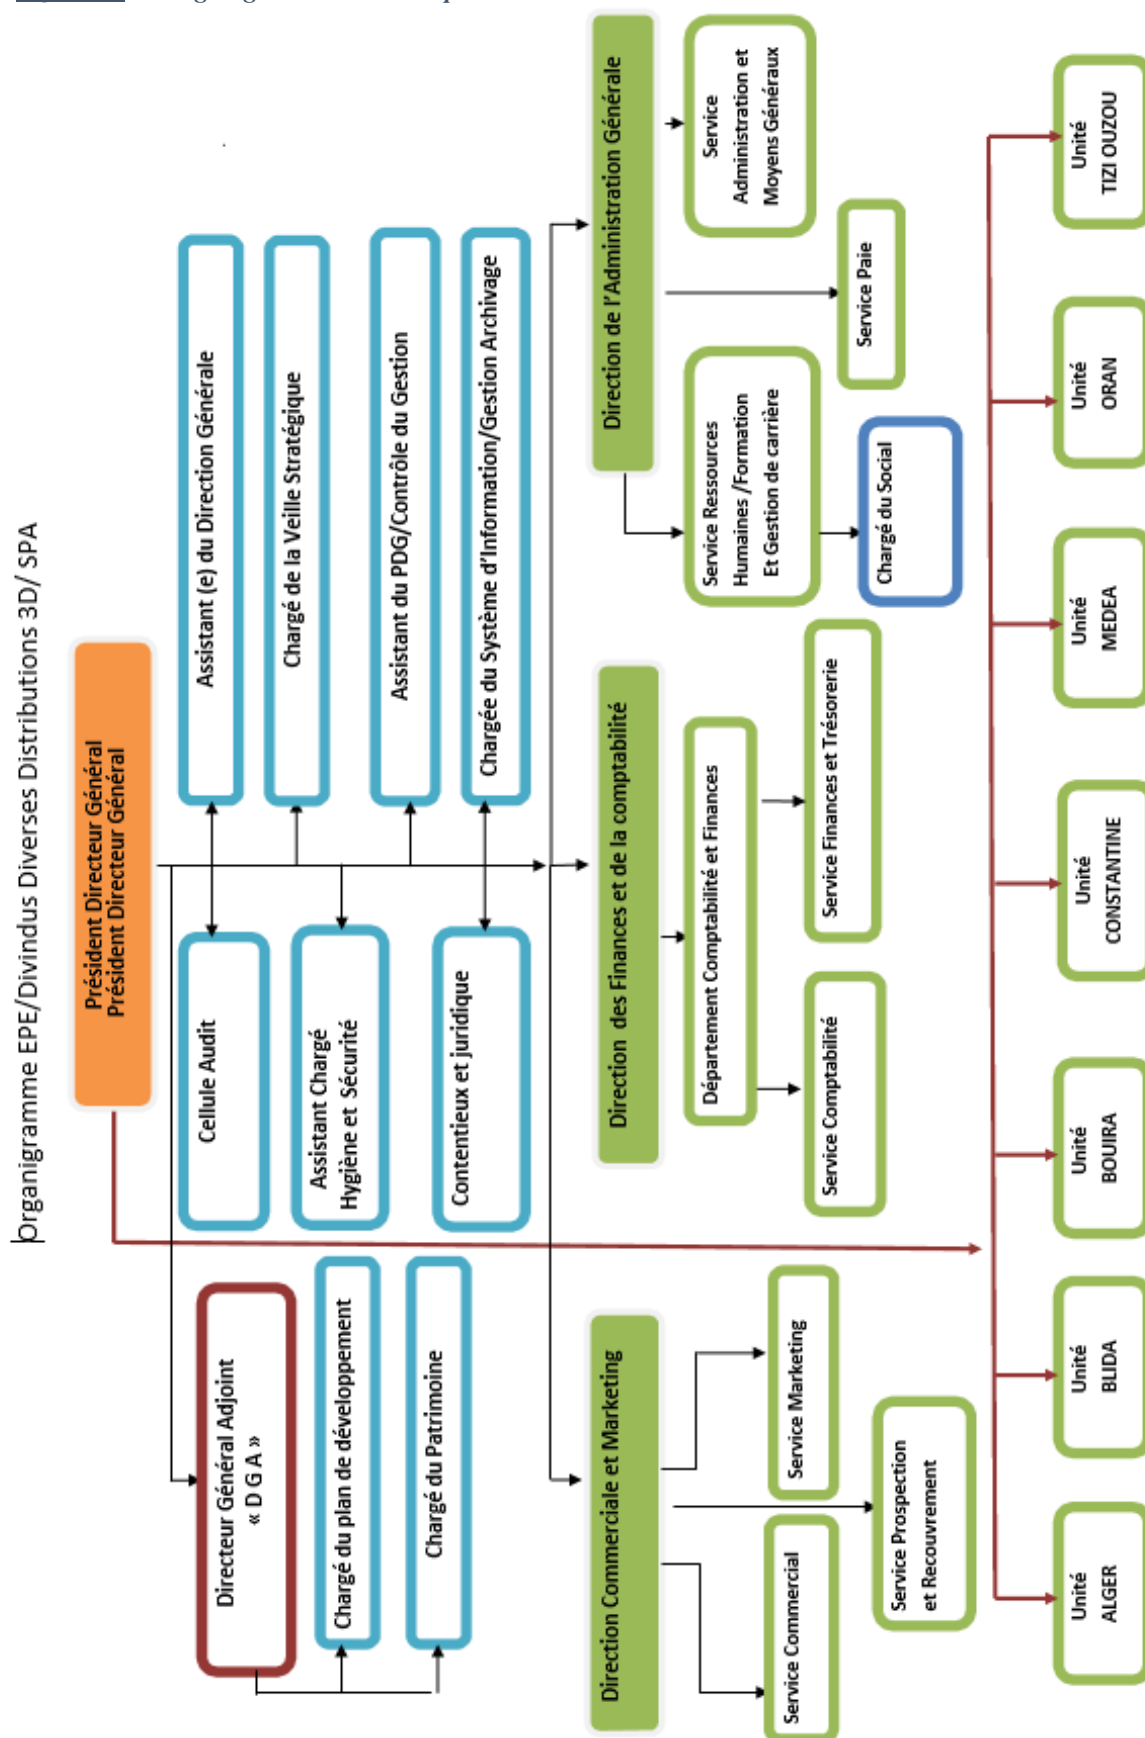 Organigramme EPE/Divindus Diverses Distributions 3D/ SPA
Président Directeur Général
Président Directeur Général
Directeur Général Adjoint
« D G A »
Chargé du plan de développement
Chargé du Patrimoine
Cellule Audit
Assistant Chargé
Hygiène et Sécurité
Contentieux et juridique
Assistant (e) du Direction Générale
Chargé de la Veille Stratégique
Assistant du PDG/Contrôle du Gestion
Chargée du Système d'Information/Gestion Archivage
Direction Commerciale et Marketing
Service Commercial
Service Marketing
Service Prospection
et Recouvrement
Direction des Finances et de la comptabilité
Département Comptabilité et Finances
Service Comptabilité
Service Finances et Trésorerie
Direction de l'Administration Générale
Service Ressources
Humaines /Formation
Et Gestion de carrière
Chargé du Social
Service Paie
Service
Administration et
Moyens Généraux
Unité
ALGER
Unité
BLIDA
Unité
BOUIRA
Unité
CONSTANTINE
Unité
MEDEA
Unité
ORAN
Unité
TIZI OUZOU